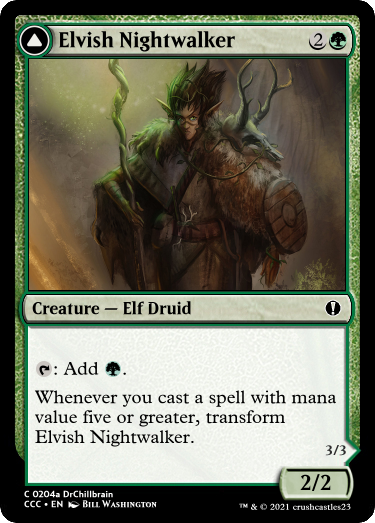 Elvish Nightwalker 2
Creature — Elf Druid
: Add .
Whenever you cast a spell with mana
value five or greater, transform
Elvish Nightwalker.
3/3
2/2
C 0204a DrChillbrain
CCC • EN Bill Washington
™ & © 2021 crushcastles23